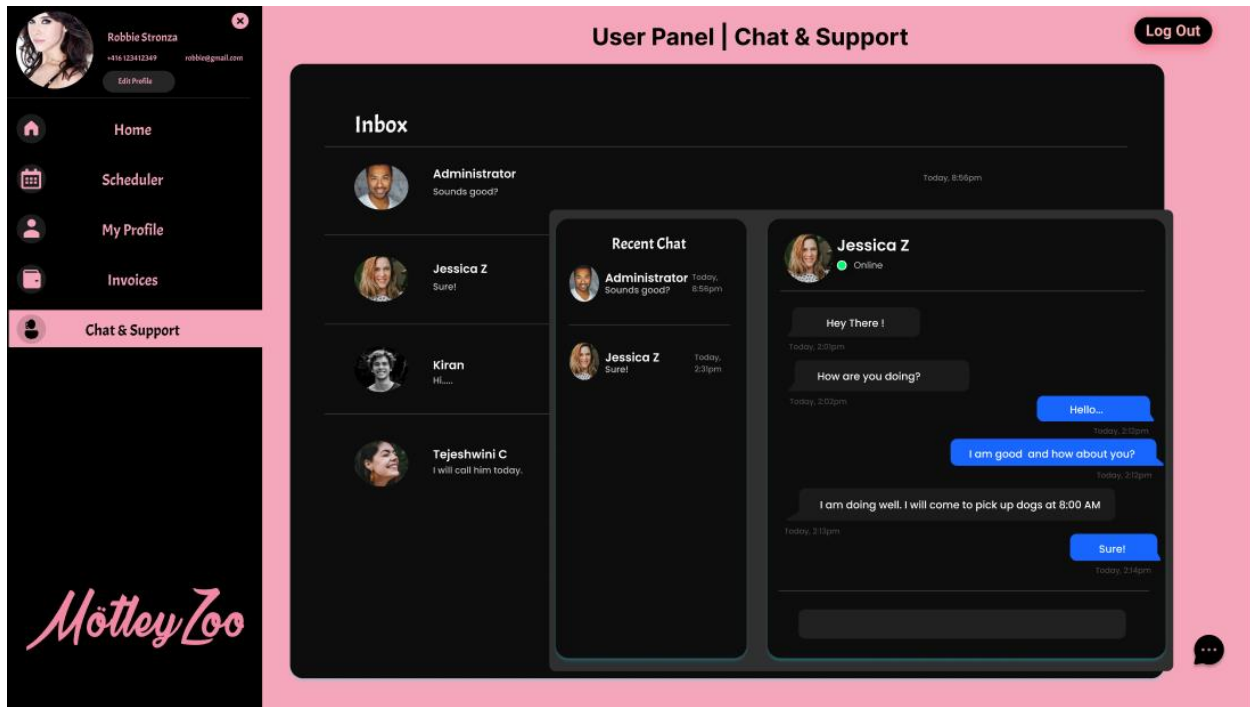 Robbie Stronza
+416 123412349 robbie@gmail.com
Edit Profile
Home
Scheduler
My Profile
Invoices
Chat & Support
Mötley Zoo
User Panel | Chat & Support
Log Out
Inbox
Administrator
Sounds good?
Today, 8:56pm
Jessica Z
Sure!
Kiran
Hi.....
Tejeshwini C
I will call him today.
Recent Chat
Administrator Today,
Sounds good? 8:56pm
Jessica Z Today,
Sure! 2:31pm
Jessica Z
Online
Hey There !
Today, 2:01pm
How are you doing?
Today, 2:02pm
Hello...
Today, 2:12pm
I am good and how about you?
Today, 2:12pm
I am doing well. I will come to pick up dogs at 8:00 AM
Today, 2:13pm
Sure!
Today, 2:14pm